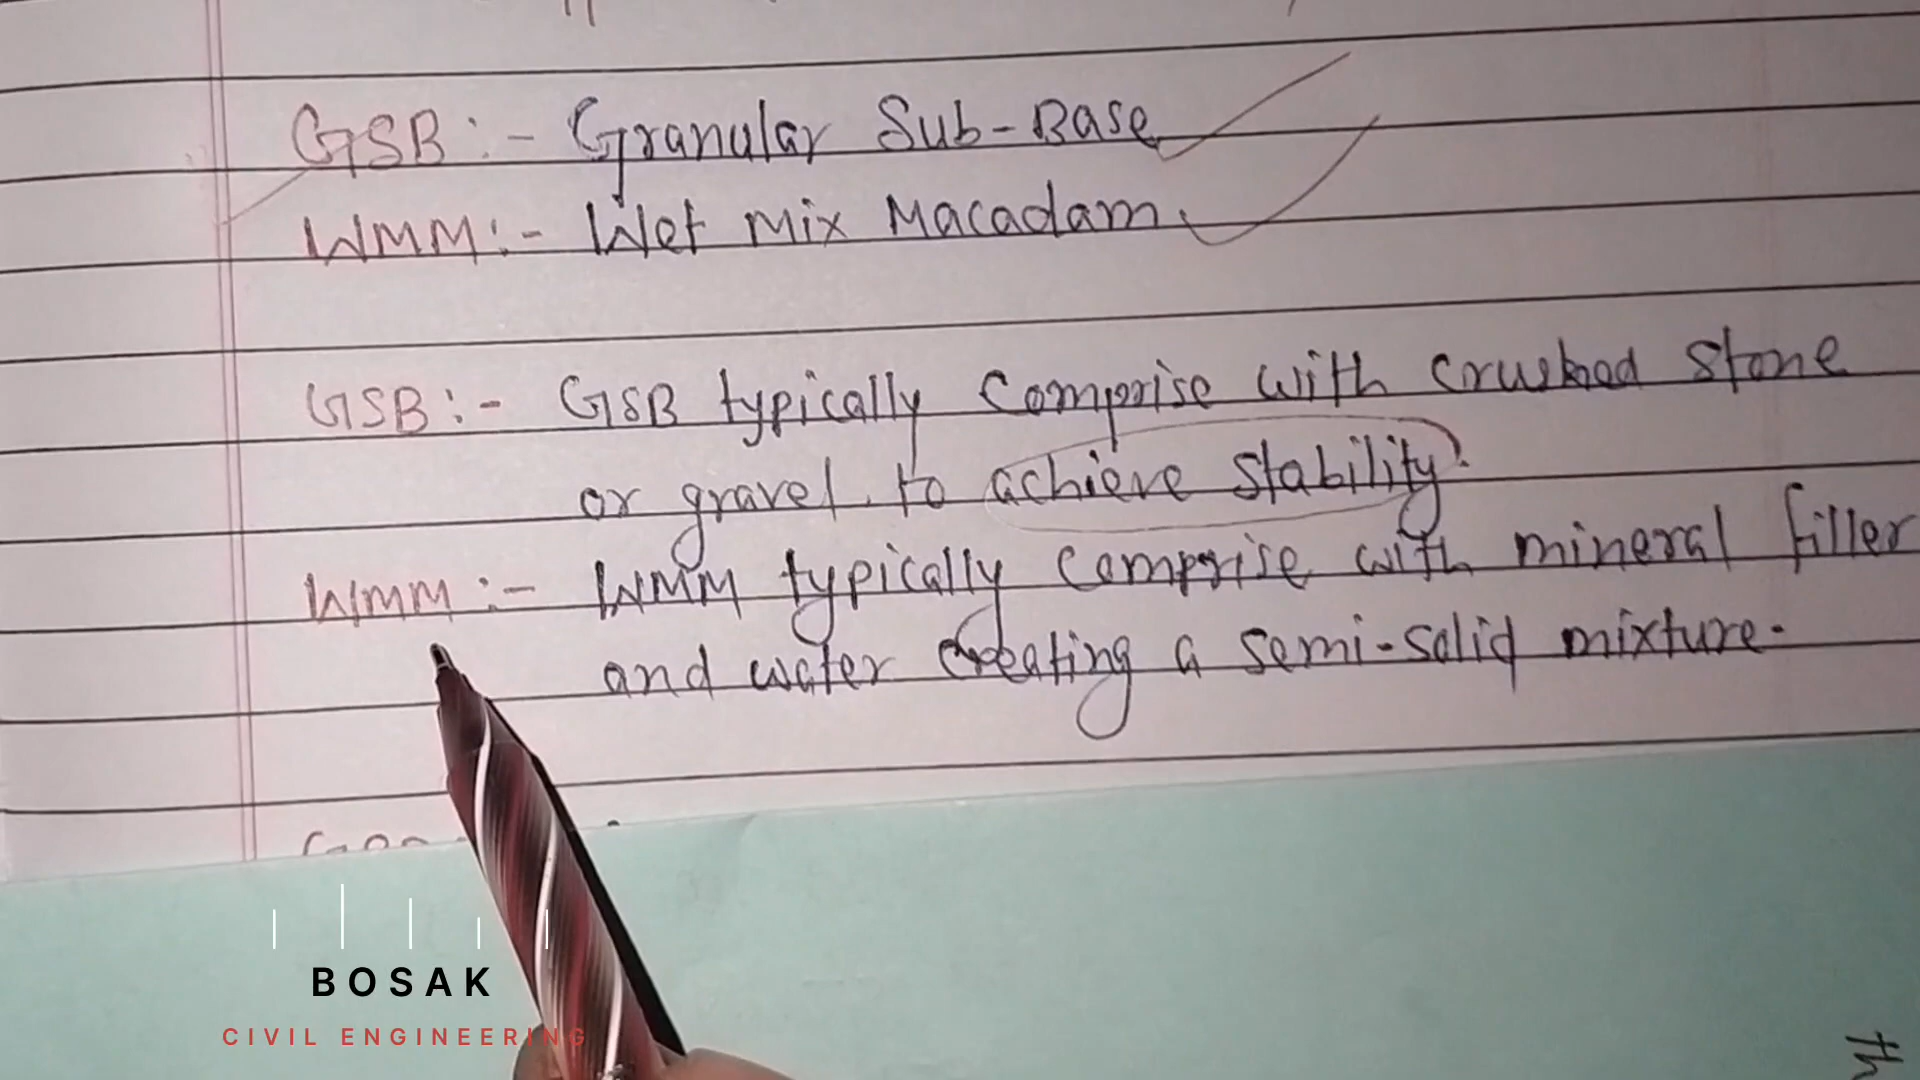 GSB :- Granular Sub-Base
WMM :- Wet Mix Macadam
GSB :- GSB typically comprise with crushed stone
or gravel to achieve stability.
WMM :- WMM typically comprise with mineral filler
and water creating a semi-solid mixture.
BOSAK
CIVIL ENGINEERING